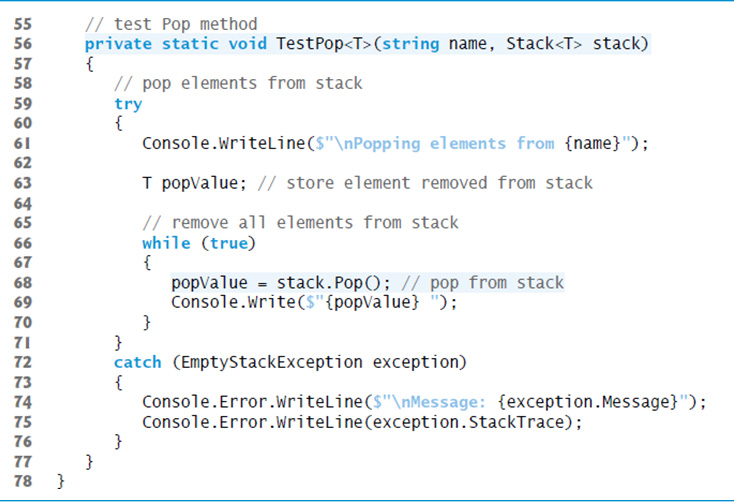 55 // test Pop method
56 private static void TestPop<T>(string name, Stack<T> stack)
57 {
58 // pop elements from stack
59 try
60 {
61 Console.WriteLine($"\nPopping elements from {name}");
62
63 T popValue; // store element removed from stack
64
65 // remove all elements from stack
66 while (true)
67 {
68 popValue = stack.Pop(); // pop from stack
69 Console.Write($"{popValue} ");
70 }
71 }
72 catch (EmptyStackException exception)
73 {
74 Console.Error.WriteLine($"\nMessage: {exception.Message}");
75 Console.Error.WriteLine(exception.StackTrace);
76 }
77 }
78 }